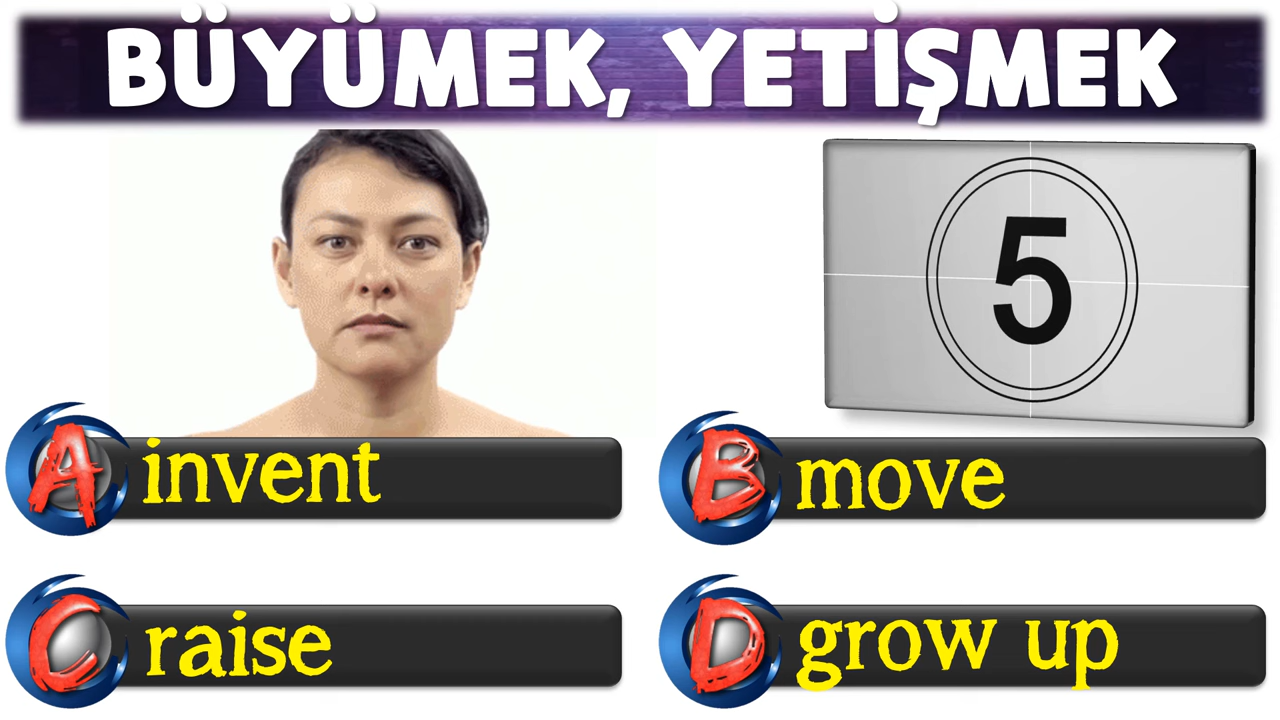 BÜYÜMEK, YETİŞMEK
5
A invent
B move
C raise
D grow up